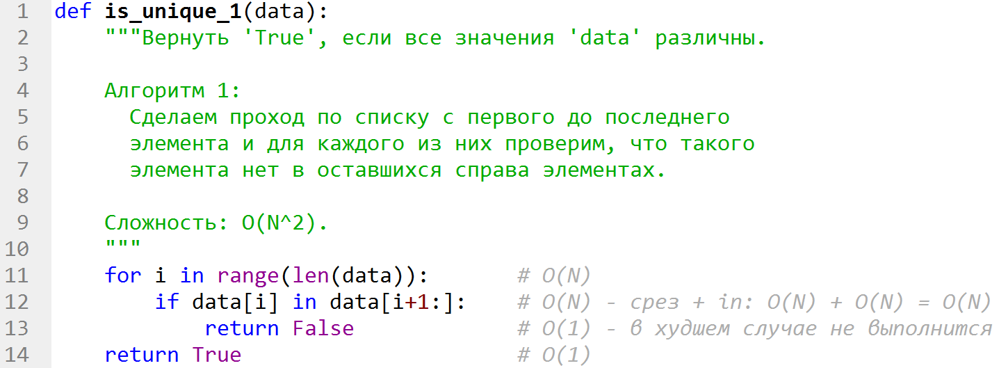 1 def is_unique_1(data):
2     """Вернуть 'True', если все значения 'data' различны.
3
4     Алгоритм 1:
5       Сделаем проход по списку с первого до последнего
6       элемента и для каждого из них проверим, что такого
7       элемента нет в оставшихся справа элементах.
8
9     Сложность: O(N^2).
10     """
11     for i in range(len(data)):       # O(N)
12         if data[i] in data[i+1:]:    # O(N) - срез + in: O(N) + O(N) = O(N)
13             return False             # O(1) - в худшем случае не выполнится
14     return True                      # O(1)